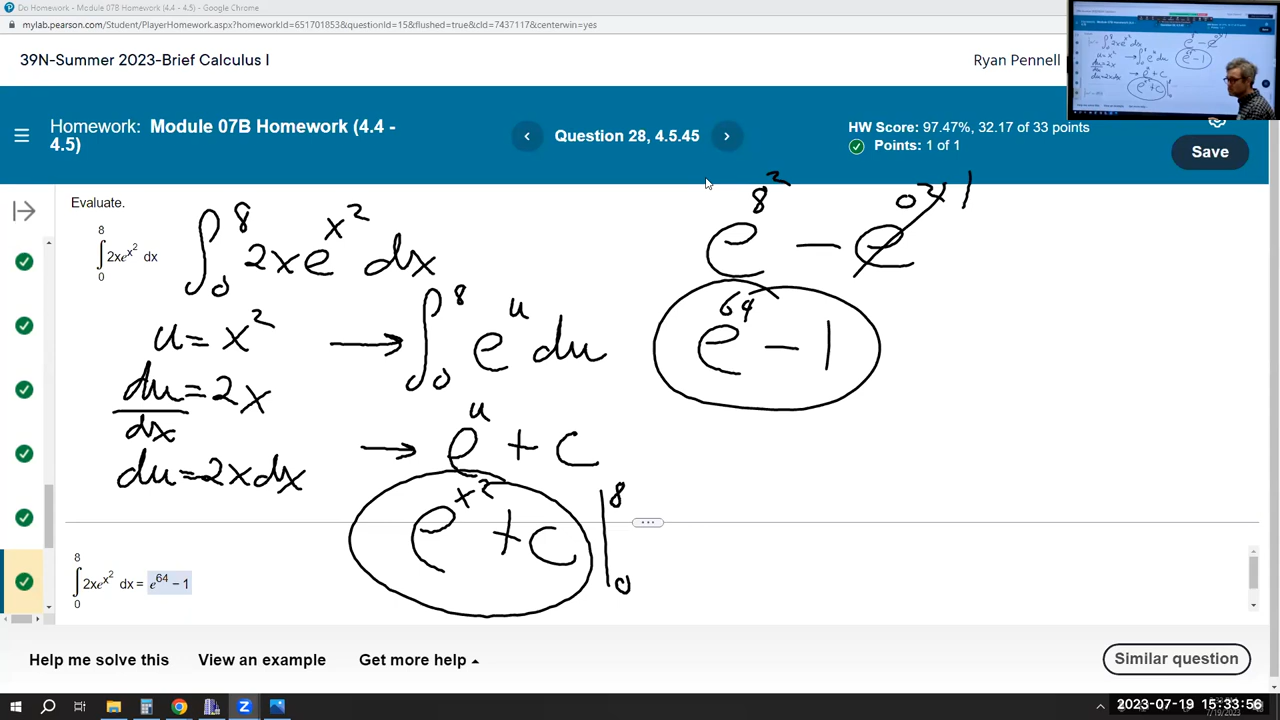 Do Homework - Module 07B Homework (4.4 - 4.5) - Google Chrome
mylab.pearson.com/Student/PlayerHomework.aspx?homeworkId=651701853&questionId=15&flushed=true&cId=7437117&centerwin=yes
39N-Summer 2023-Brief Calculus I
Ryan Pennell
Homework: Module 07B Homework (4.4 - 4.5)
Question 28, 4.5.45
HW Score: 97.47%, 32.17 of 33 points
Points: 1 of 1
Save
Evaluate.
∫₀⁸ 2xe^(x²) dx
∫₀⁸ 2xe^(x²) dx
u = x² → ∫₀⁸ e^u du
du/dx = 2x
→ e^u + c
du = 2x dx
e^(x²) + c |₀⁸
e^(8²) − e^(0²) 1
e^64 − 1
∫₀⁸ 2xe^(x²) dx = e^64 − 1
Help me solve this
View an example
Get more help
Similar question
2023-07-19 15:33:56